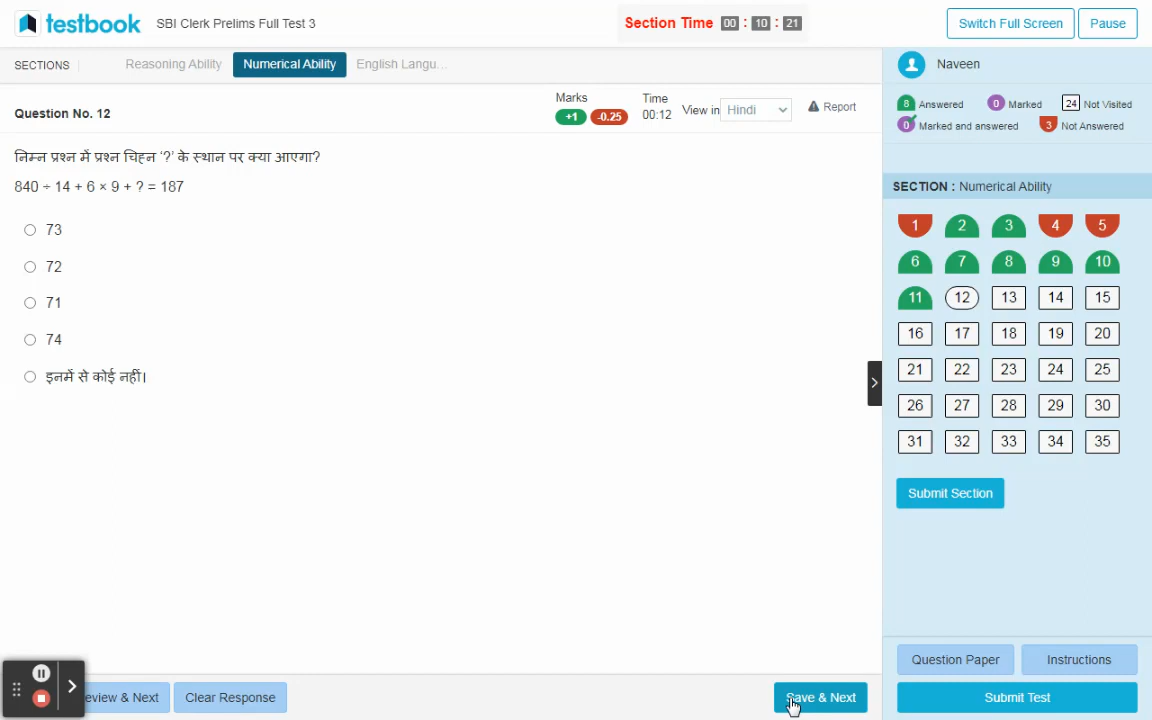 testbook SBI Clerk Prelims Full Test 3 Section Time 00 : 10 : 21 Switch Full Screen Pause
SECTIONS Reasoning Ability Numerical Ability English Langu... Naveen
Question No. 12 Marks +1 -0.25 Time 00:12 View in Hindi Report
8 Answered 0 Marked 24 Not Visited
0 Marked and answered 3 Not Answered
निम्न प्रश्न में प्रश्न चिह्न '?' के स्थान पर क्या आएगा?
840 ÷ 14 + 6 × 9 + ? = 187
73
72
71
74
इनमें से कोई नहीं।
SECTION : Numerical Ability
1 2 3 4 5
6 7 8 9 10
11 12 13 14 15
16 17 18 19 20
21 22 23 24 25
26 27 28 29 30
31 32 33 34 35
Submit Section
Question Paper Instructions
eview & Next Clear Response Save & Next Submit Test